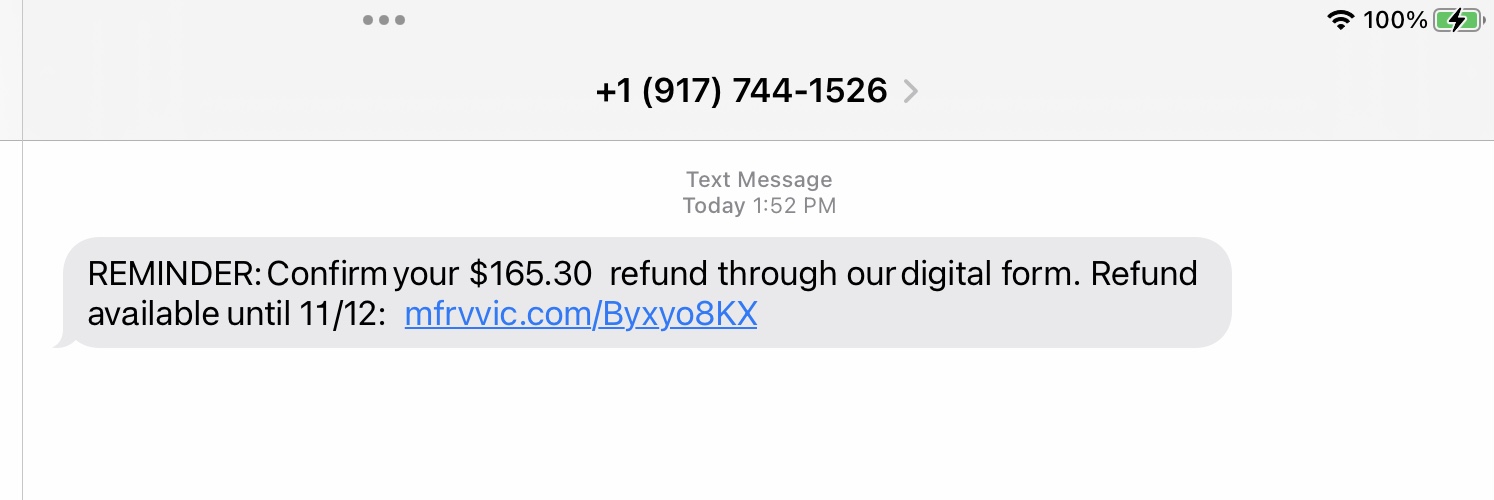 100%
+1 (917) 744-1526
Text Message
Today 1:52 PM
REMINDER: Confirm your $165.30  refund through our digital form. Refund
available until 11/12:  mfrvvic.com/Byxyo8KX